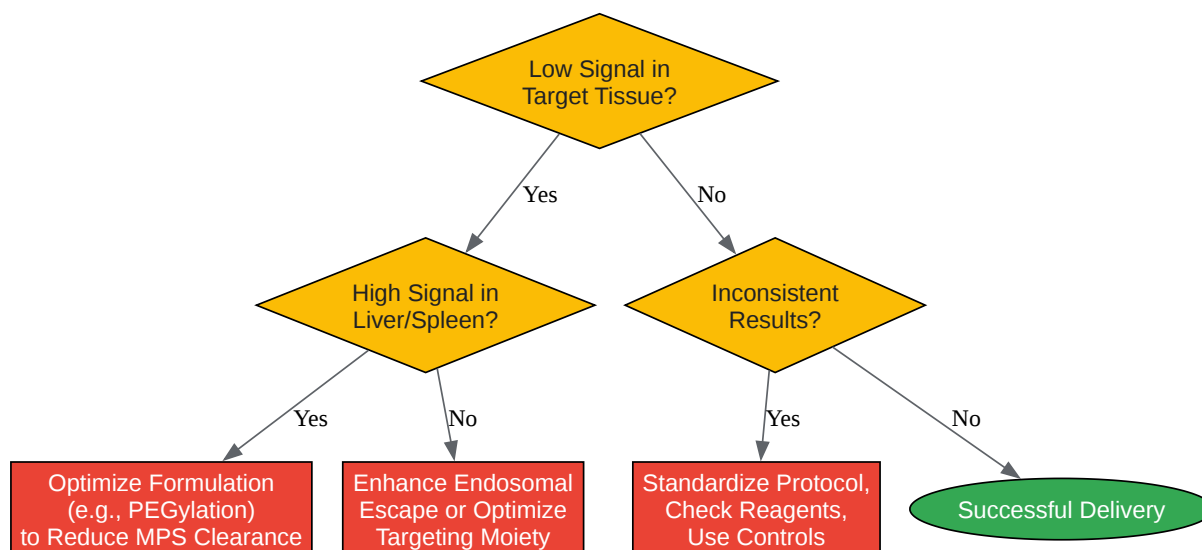 Low Signal in
Target Tissue?
Yes
No
High Signal in
Liver/Spleen?
Inconsistent
Results?
Yes
No
Yes
No
Optimize Formulation
(e.g., PEGylation)
to Reduce MPS Clearance
Enhance Endosomal
Escape or Optimize
Targeting Moiety
Standardize Protocol,
Check Reagents,
Use Controls
Successful Delivery